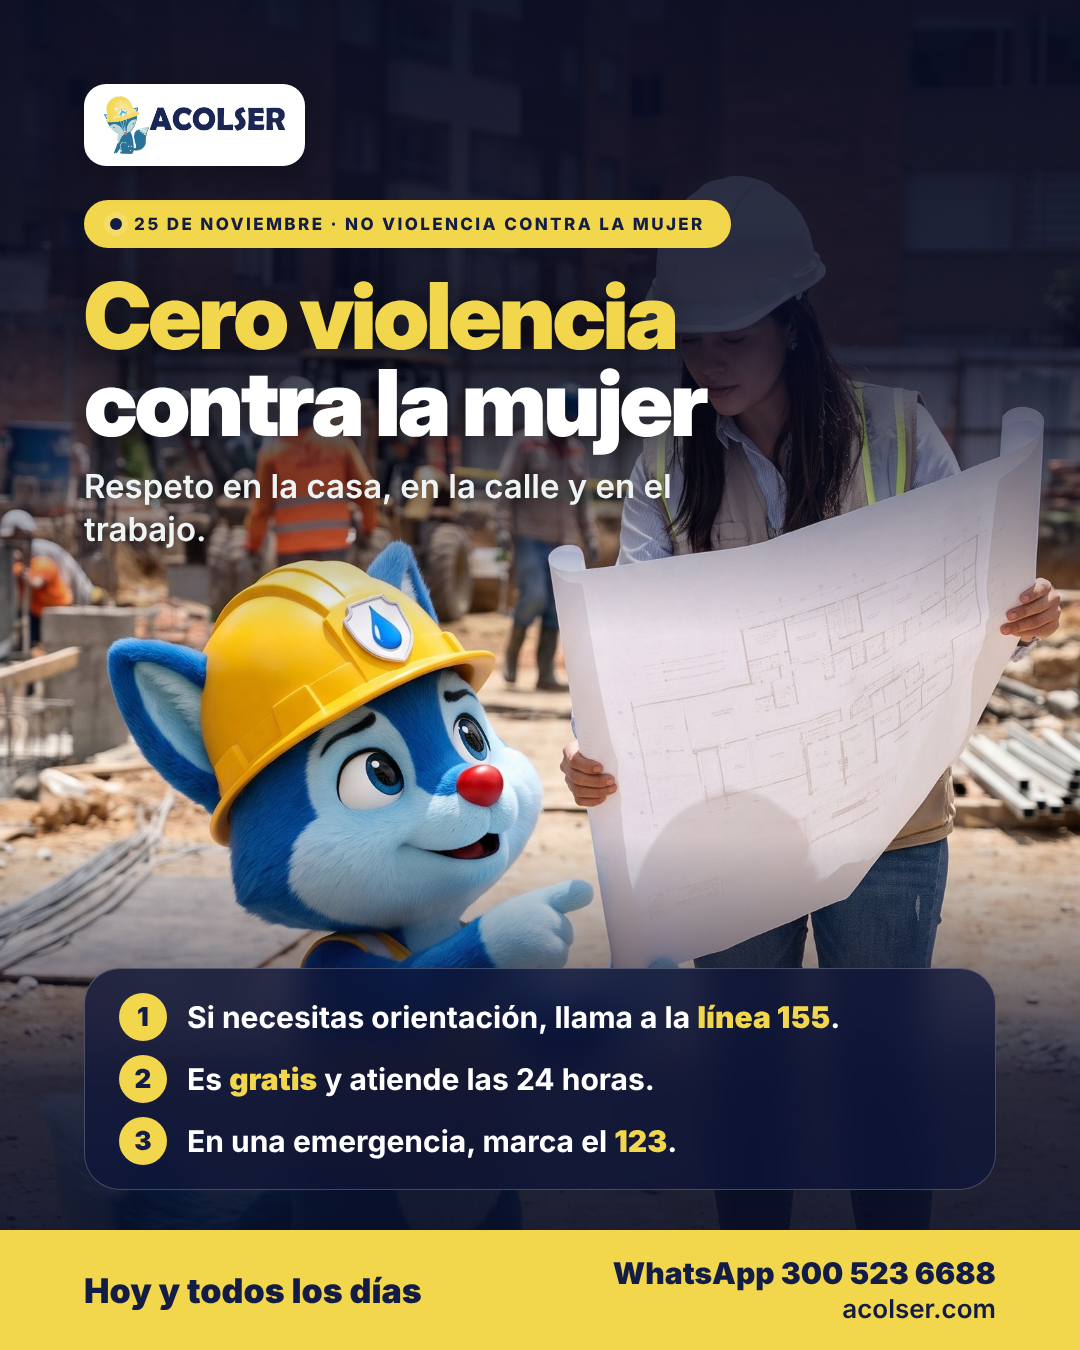 ACOLSER
25 DE NOVIEMBRE · NO VIOLENCIA CONTRA LA MUJER
Cero violencia
contra la mujer
Respeto en la casa, en la calle y en el
trabajo.
1 Si necesitas orientación, llama a la línea 155.
2 Es gratis y atiende las 24 horas.
3 En una emergencia, marca el 123.
Hoy y todos los días
WhatsApp 300 523 6688
acolser.com